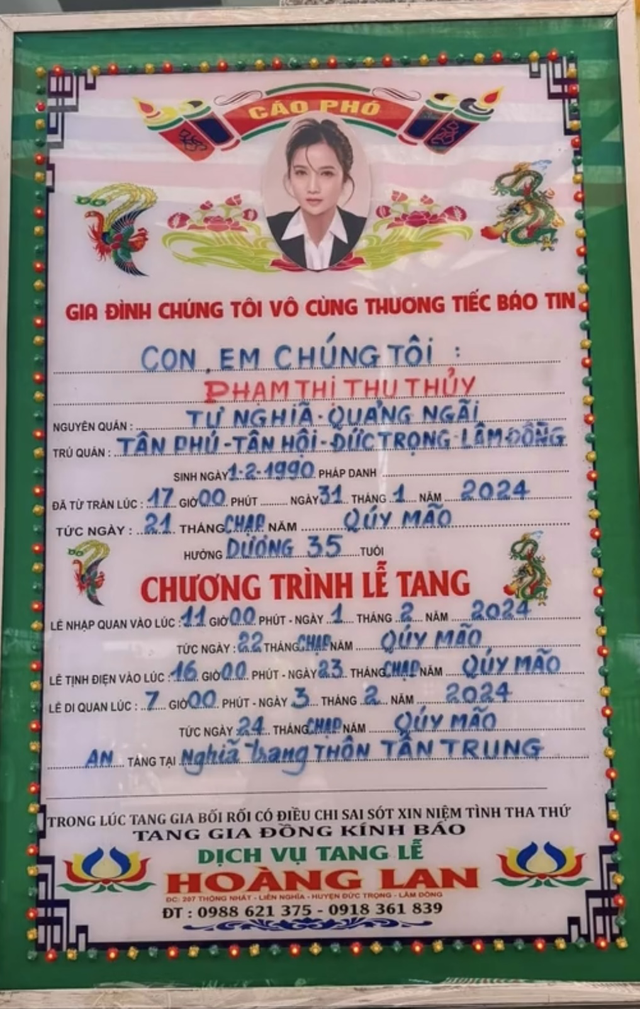 CÁO PHÓ
GIA ĐÌNH CHÚNG TÔI VÔ CÙNG THƯƠNG TIẾC BÁO TIN
CON, EM CHÚNG TÔI :
PHẠM THỊ THU THỦY
NGUYÊN QUÁN : TƯ NGHĨA - QUẢNG NGÃI
TRÚ QUÁN : TÂN PHÚ - TÂN HỘI - ĐỨC TRỌNG - LÂM ĐỒNG
SINH NGÀY 1-2-1990 PHÁP DANH
ĐÃ TỪ TRẦN LÚC : 17 GIỜ 00 PHÚT NGÀY 31 THÁNG 1 NĂM 2024
TỨC NGÀY : 21 THÁNG CHẠP NĂM QÚY MÃO
HƯỞNG DƯƠNG 35 TUỔI
CHƯƠNG TRÌNH LỄ TANG
LỄ NHẬP QUAN VÀO LÚC : 11 GIỜ 00 PHÚT - NGÀY 1 THÁNG 2 NĂM 2024
TỨC NGÀY : 22 THÁNG CHẠP NĂM QÚY MÃO
LỄ TỊNH ĐIỆN VÀO LÚC : 16 GIỜ 00 PHÚT - NGÀY 23 THÁNG CHẠP NĂM QÚY MÃO
LỄ DI QUAN LÚC : 7 GIỜ 00 PHÚT - NGÀY 3 THÁNG 2 NĂM 2024
TỨC NGÀY 24 THÁNG CHẠP NĂM QÚY MÃO
AN TÁNG TẠI Nghĩa trang THÔN TÂN TRUNG
TRONG LÚC TANG GIA BỐI RỐI CÓ ĐIỀU CHI SAI SÓT XIN NIỆM TÌNH THA THỨ
TANG GIA ĐỒNG KÍNH BÁO
DỊCH VỤ TANG LỄ
HOÀNG LAN
ĐC: 297 THỐNG NHẤT - LIÊN NGHĨA - HUYỆN ĐỨC TRỌNG - LÂM ĐỒNG
ĐT : 0988 621 375 - 0918 361 839